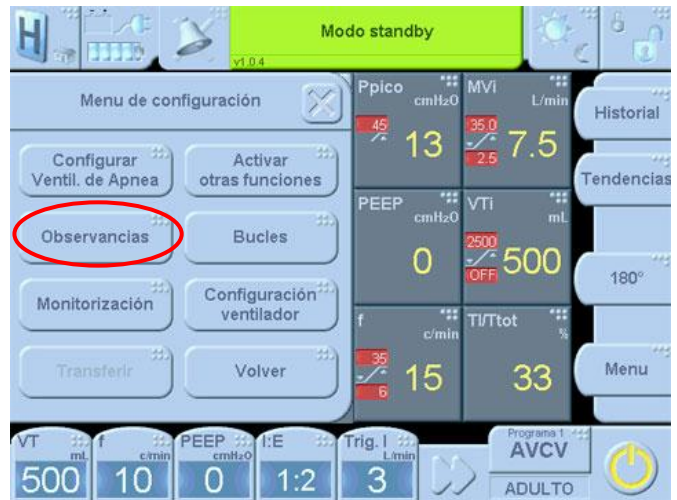 H
Modo standby
v1.0.4
Menu de configuración
Configurar
Ventil. de Apnea
Activar
otras funciones
Observancias
Bucles
Monitorización
Configuración
ventilador
Transferir
Volver
Ppico
cmH2O
45
13
MVi
L/min
35.0
2.5
7.5
PEEP
cmH2O
0
VTi
mL
2500
OFF
500
f
c/min
35
6
15
TI/Ttot
%
33
Historial
Tendencias
180°
Menu
VT
mL
500
f
c/min
10
PEEP
cmH2O
0
I:E
1:2
Trig. I
L/min
3
Programa 1
AVCV
ADULTO